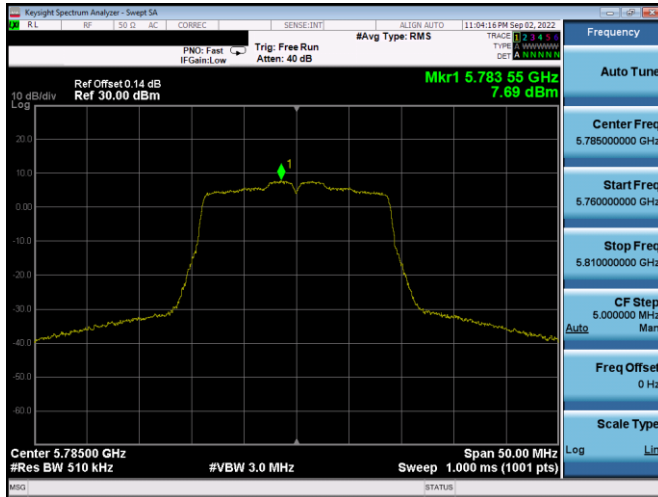 Keysight Spectrum Analyzer - Swept SA
RL RF 50 Ω AC CORREC SENSE:INT ALIGN AUTO 11:04:16 PM Sep 02, 2022
#Avg Type: RMS
TRACE 1 2 3 4 5 6
TYPE A WWWWW
DET A N N N N N
PNO: Fast
IFGain:Low
Trig: Free Run
Atten: 40 dB
Mkr1 5.783 55 GHz
7.69 dBm
Ref Offset 0.14 dB
10 dB/div Ref 30.00 dBm
Log
20.0
10.0
0.00
-10.0
-20.0
-30.0
-40.0
-50.0
-60.0
1
Center 5.78500 GHz
Span 50.00 MHz
#Res BW 510 kHz
#VBW 3.0 MHz
Sweep 1.000 ms (1001 pts)
MSG
STATUS
Frequency
Auto Tune
Center Freq
5.785000000 GHz
Start Freq
5.760000000 GHz
Stop Freq
5.810000000 GHz
CF Step
5.000000 MHz
Auto Man
Freq Offset
0 Hz
Scale Type
Log Lin